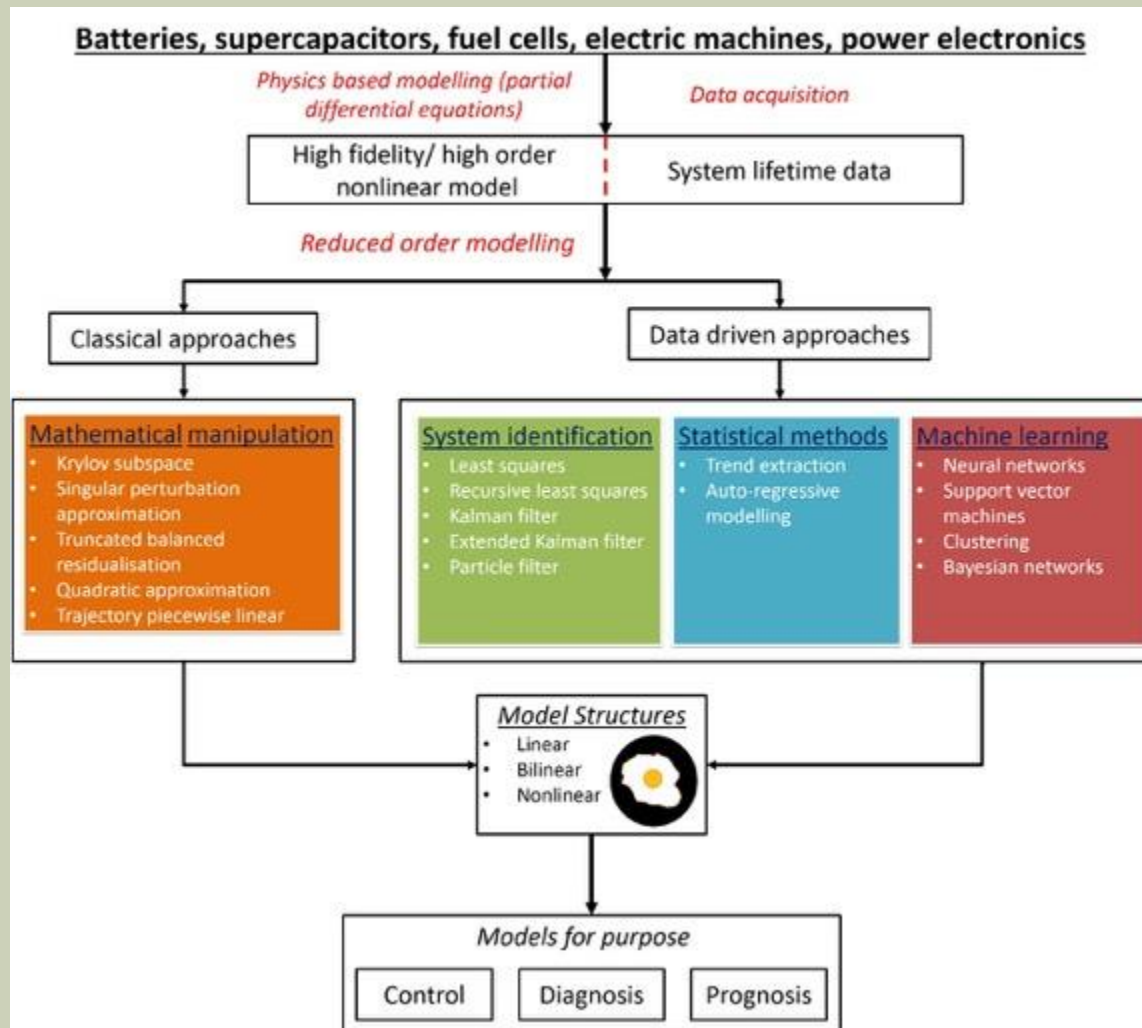 Batteries, supercapacitors, fuel cells, electric machines, power electronics
Physics based modelling (partial
differential equations)
Data acquisition
High fidelity/ high order
nonlinear model
System lifetime data
Reduced order modelling
Classical approaches
Data driven approaches
Mathematical manipulation
• Krylov subspace
• Singular perturbation
approximation
• Truncated balanced
residualisation
• Quadratic approximation
• Trajectory piecewise linear
System identification
• Least squares
• Recursive least squares
• Kalman filter
• Extended Kalman filter
• Particle filter
Statistical methods
• Trend extraction
• Auto-regressive
modelling
Machine learning
• Neural networks
• Support vector
machines
• Clustering
• Bayesian networks
Model Structures
• Linear
• Bilinear
• Nonlinear
Models for purpose
Control
Diagnosis
Prognosis